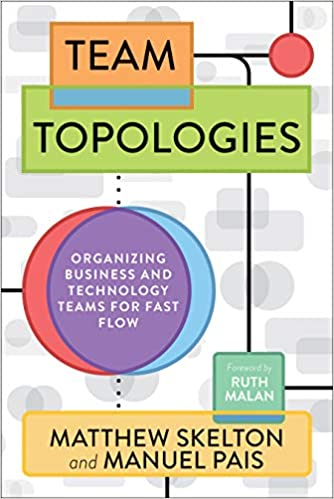 TEAM
TOPOLOGIES
ORGANIZING
BUSINESS AND
TECHNOLOGY
TEAMS FOR FAST
FLOW
Foreword by
RUTH
MALAN
MATTHEW SKELTON
and MANUEL PAIS